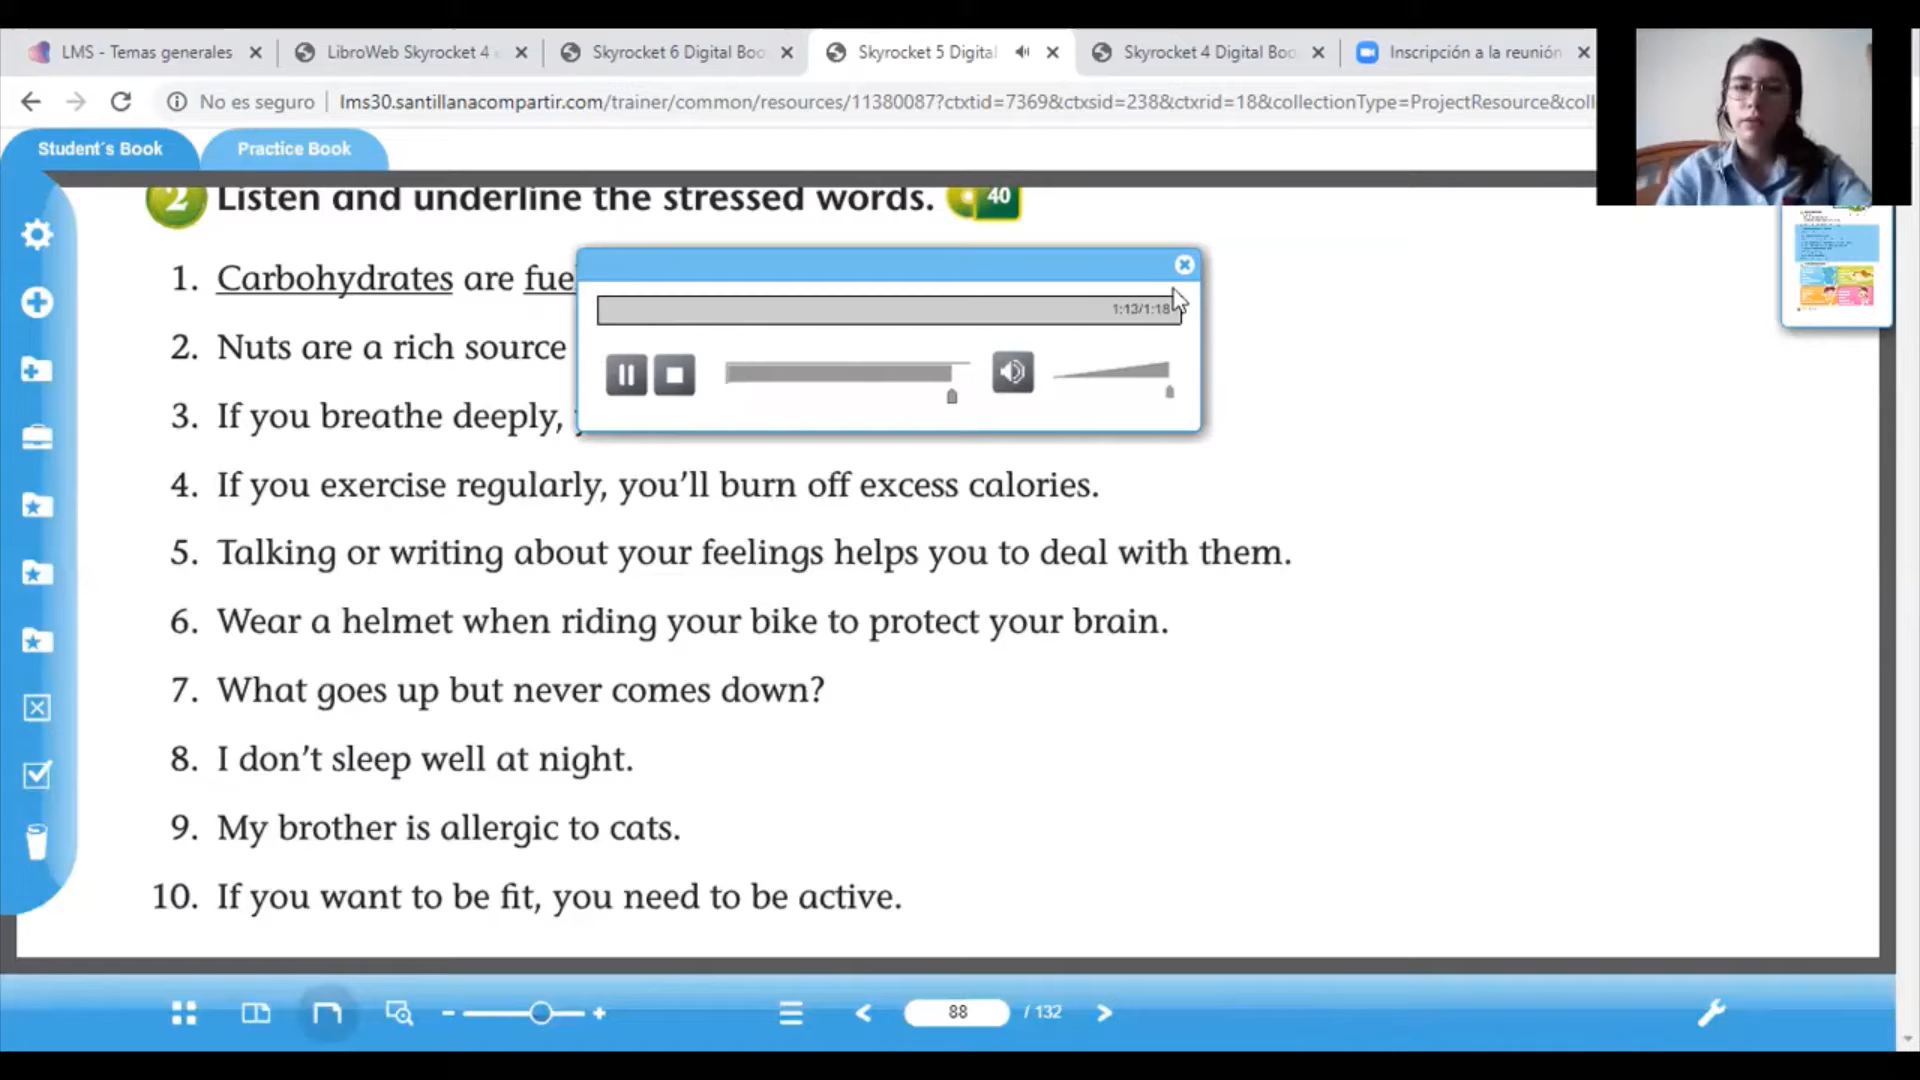 LMS - Temas generales
LibroWeb Skyrocket 4
Skyrocket 6 Digital Boo
Skyrocket 5 Digital
Skyrocket 4 Digital Boo
Inscripción a la reunión
No es seguro
lms30.santillanacompartir.com/trainer/common/resources/11380087?ctxtid=7369&ctxsid=238&ctxrid=18&collectionType=ProjectResource&coll
Student´s Book
Practice Book
2 Listen and underline the stressed words. 40
1. Carbohydrates are fue
2. Nuts are a rich source
3. If you breathe deeply,
1:13/1:18
4. If you exercise regularly, you’ll burn off excess calories.
5. Talking or writing about your feelings helps you to deal with them.
6. Wear a helmet when riding your bike to protect your brain.
7. What goes up but never comes down?
8. I don’t sleep well at night.
9. My brother is allergic to cats.
10. If you want to be fit, you need to be active.
88 / 132